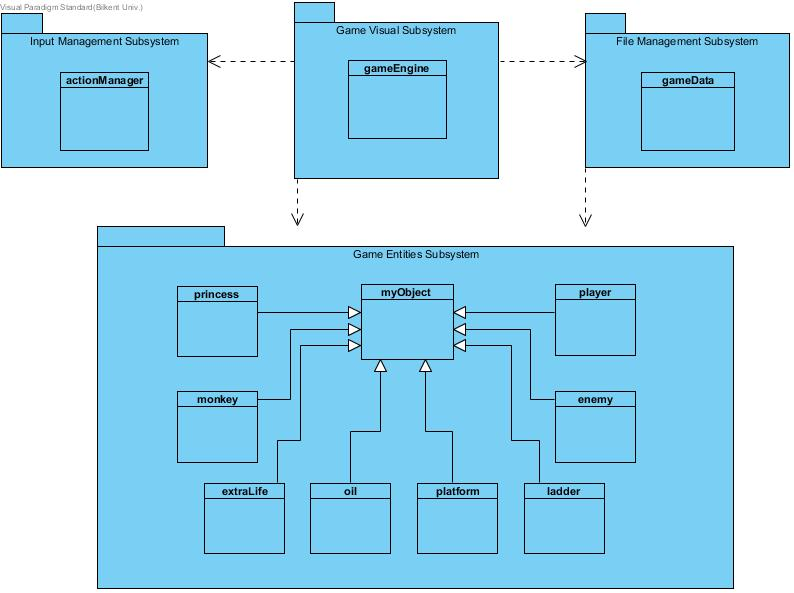 Visual Paradigm Standard(Bilkent Univ.)
Input Management Subsystem
actionManager
Game Visual Subsystem
gameEngine
File Management Subsystem
gameData
Game Entities Subsystem
princess
myObject
player
monkey
enemy
extraLife
oil
platform
ladder